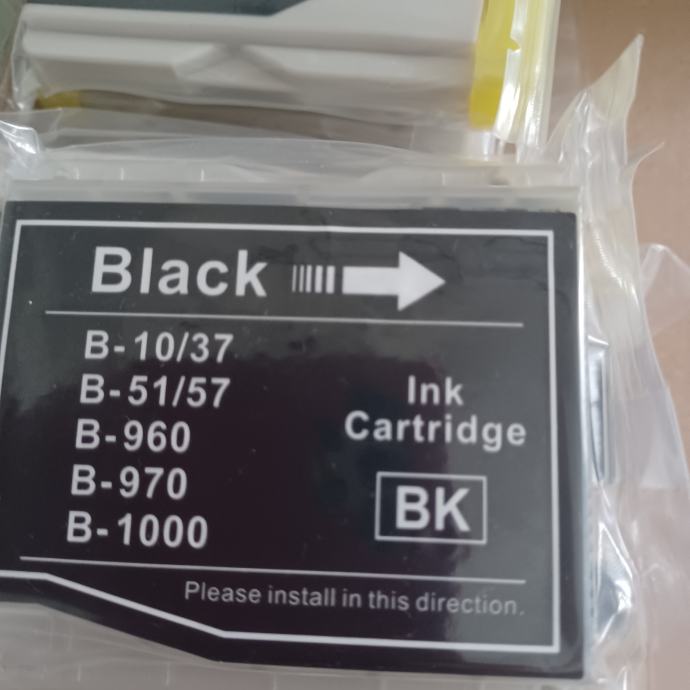 Black
B-10/37
B-51/57
B-960
B-970
B-1000
Ink
Cartridge
BK
Please install in this direction.